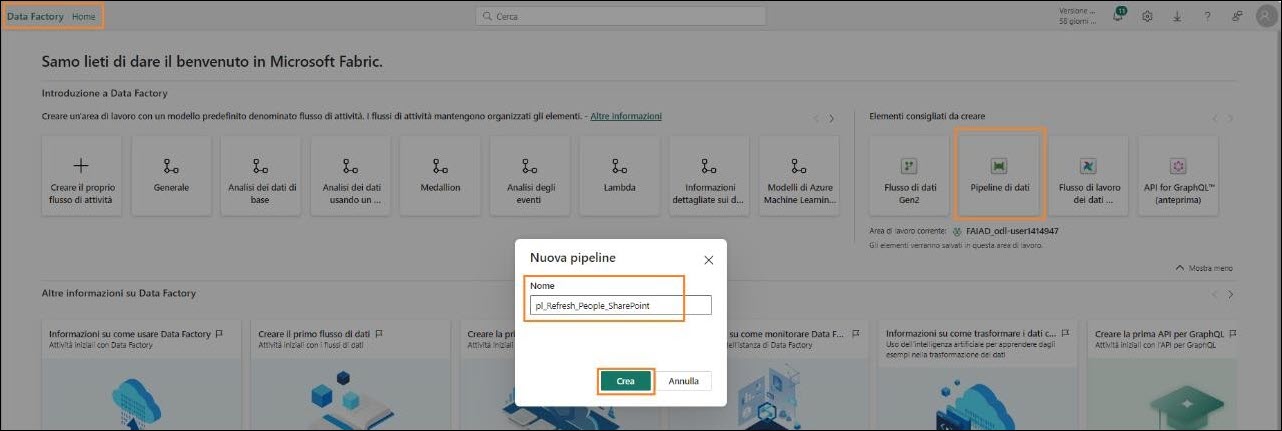 Data Factory Home
Cerca
Versione ...
58 giorni ...
11
?
Samo lieti di dare il benvenuto in Microsoft Fabric.
Introduzione a Data Factory
Creare un'area di lavoro con un modello predefinito denominato flusso di attività. I flussi di attività mantengono organizzati gli elementi. - Altre informazioni
Creare il proprio
flusso di attività
Generale
Analisi dei dati di
base
Analisi dei dati
usando un ...
Medallion
Analisi degli
eventi
Lambda
Informazioni
dettagliate sui d...
Modelli di Azure
Machine Learnin...
Elementi consigliati da creare
Flusso di dati
Gen2
Pipeline di dati
Flusso di lavoro
dei dati ...
API for GraphQL™
(anteprima)
Area di lavoro corrente: FAIAD_odl-user1414947
Gli elementi verranno salvati in questa area di lavoro.
Mostra meno
Nuova pipeline
Nome
pl_Refresh_People_SharePoint
Crea
Annulla
Altre informazioni su Data Factory
Informazioni su come usare Data Factory
Attività iniziali con Data Factory
Creare il primo flusso di dati
Attività iniziali con i flussi di dati
Creare la pri
Attività iniziali
su come monitorare Data F...
dell'istanza di Data Factory
Informazioni su come trasformare i dati c...
Uso dell'intelligenza artificiale per apprendere dagli
esempi nella trasformazione dei dati
Creare la prima API per GraphQL
Attività iniziali con l'API per GraphQL